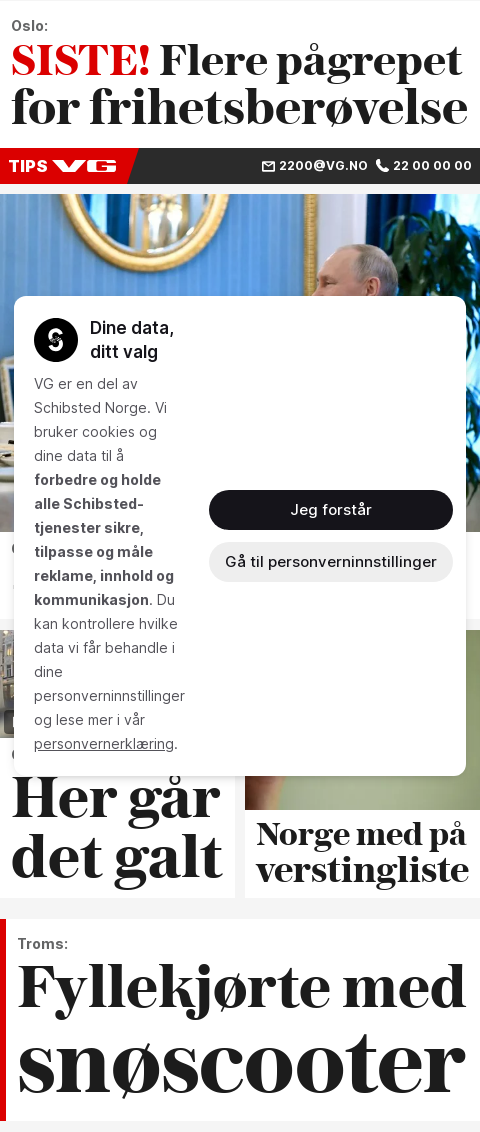 Oslo:
SISTE! Flere pågrepet
for frihetsberøvelse
TIPS VG 2200@VG.NO 22 00 00 00
Dine data,
ditt valg
VG er en del av
Schibsted Norge. Vi
bruker cookies og
dine data til å
forbedre og holde
alle Schibsted-
tjenester sikre,
tilpasse og måle
reklame, innhold og
kommunikasjon. Du
kan kontrollere hvilke
data vi får behandle i
dine
personverninnstillinger
og lese mer i vår
personvernerklæring.
Jeg forstår
Gå til personverninnstillinger
Her går
det galt
Norge med på
verstingliste
Troms:
Fyllekjørte med
snøscooter